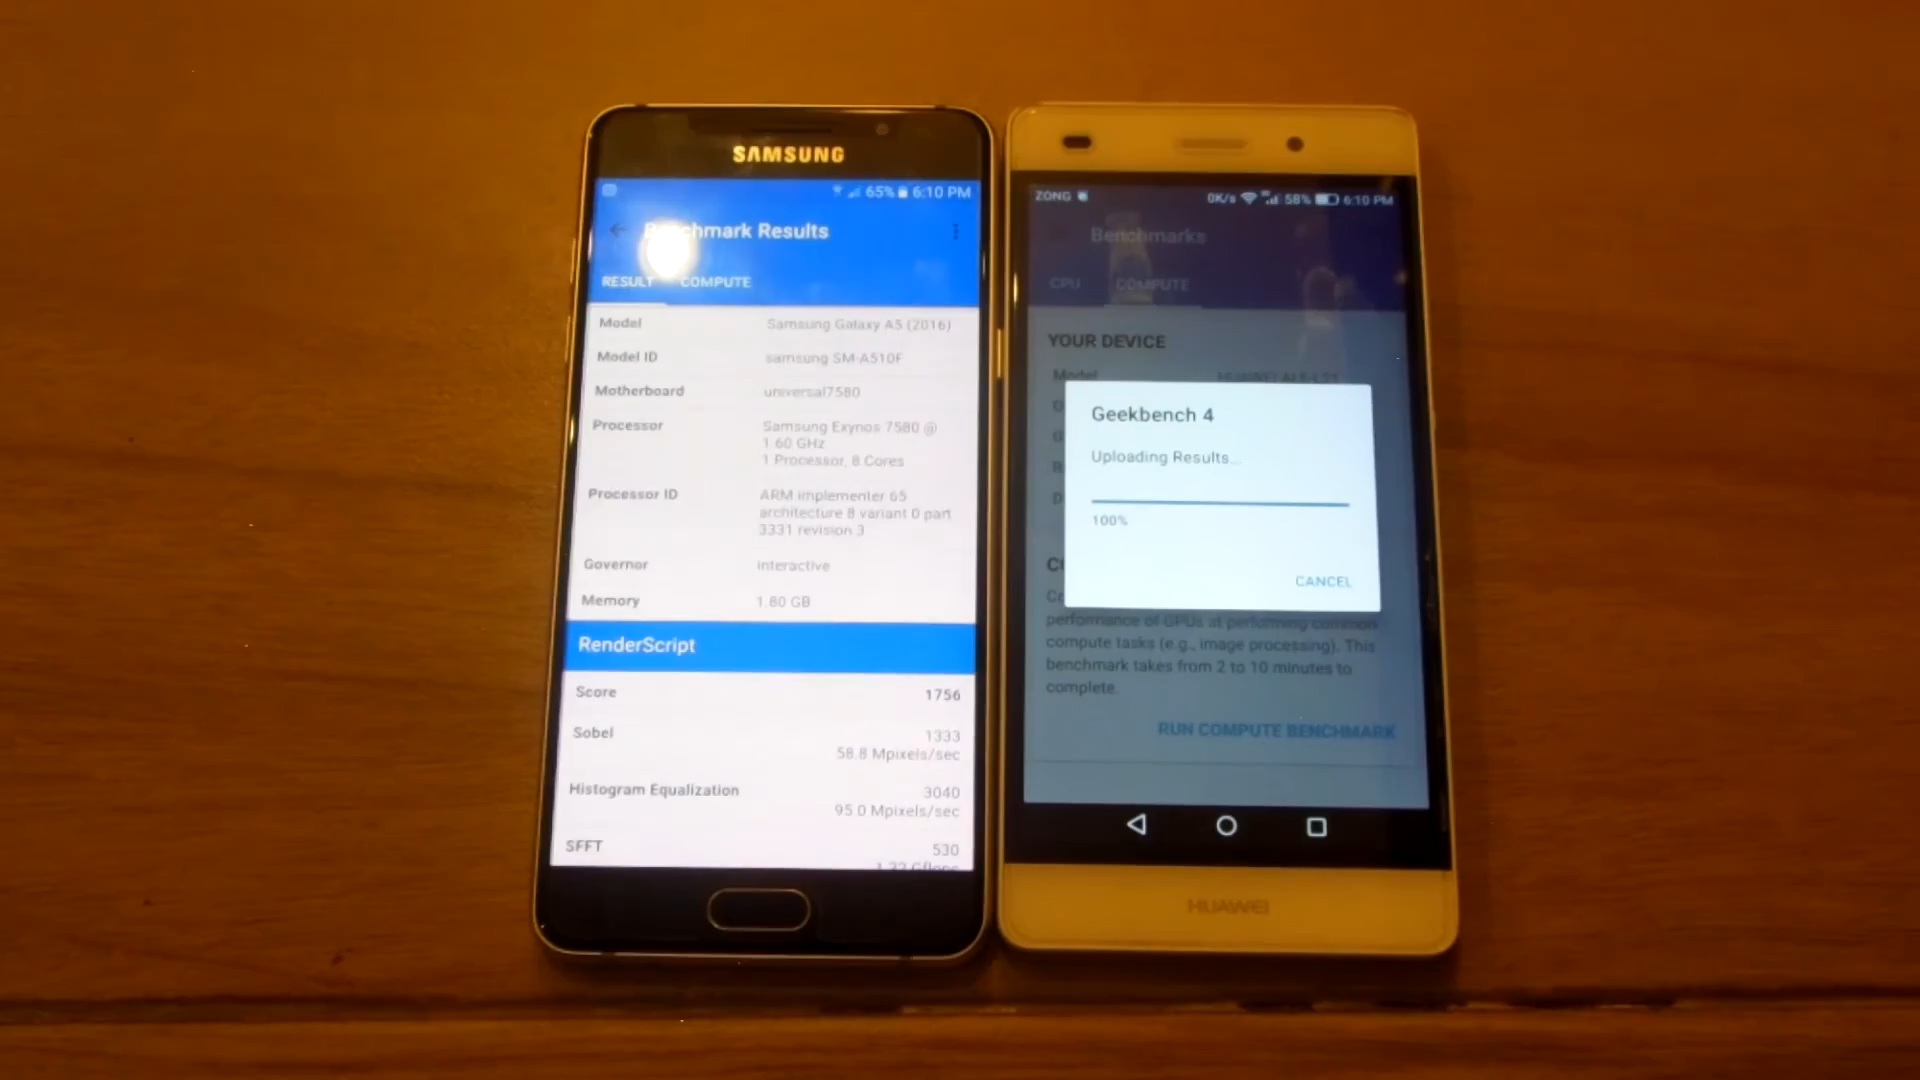 SAMSUNG
65% 6:10 PM
Benchmark Results
RESULT COMPUTE
Model Samsung Galaxy A5 (2016)
Model ID samsung SM-A510F
Motherboard universal7580
Processor Samsung Exynos 7580 @
1.60 GHz
1 Processor, 8 Cores
Processor ID ARM implementer 65
architecture 8 variant 0 part
3331 revision 3
Governor interactive
Memory 1.80 GB
RenderScript
Score 1756
Sobel 1333
58.8 Mpixels/sec
Histogram Equalization 3040
95.0 Mpixels/sec
SFFT 530
ZONG 0K/s 58% 6:10 PM
Benchmarks
CPU COMPUTE
YOUR DEVICE
Model HUAWEI ALE-L21
Geekbench 4
Uploading Results...
100%
CANCEL
performance of GPUs at performing common
compute tasks (e.g., image processing). This
benchmark takes from 2 to 10 minutes to
complete.
RUN COMPUTE BENCHMARK
HUAWEI